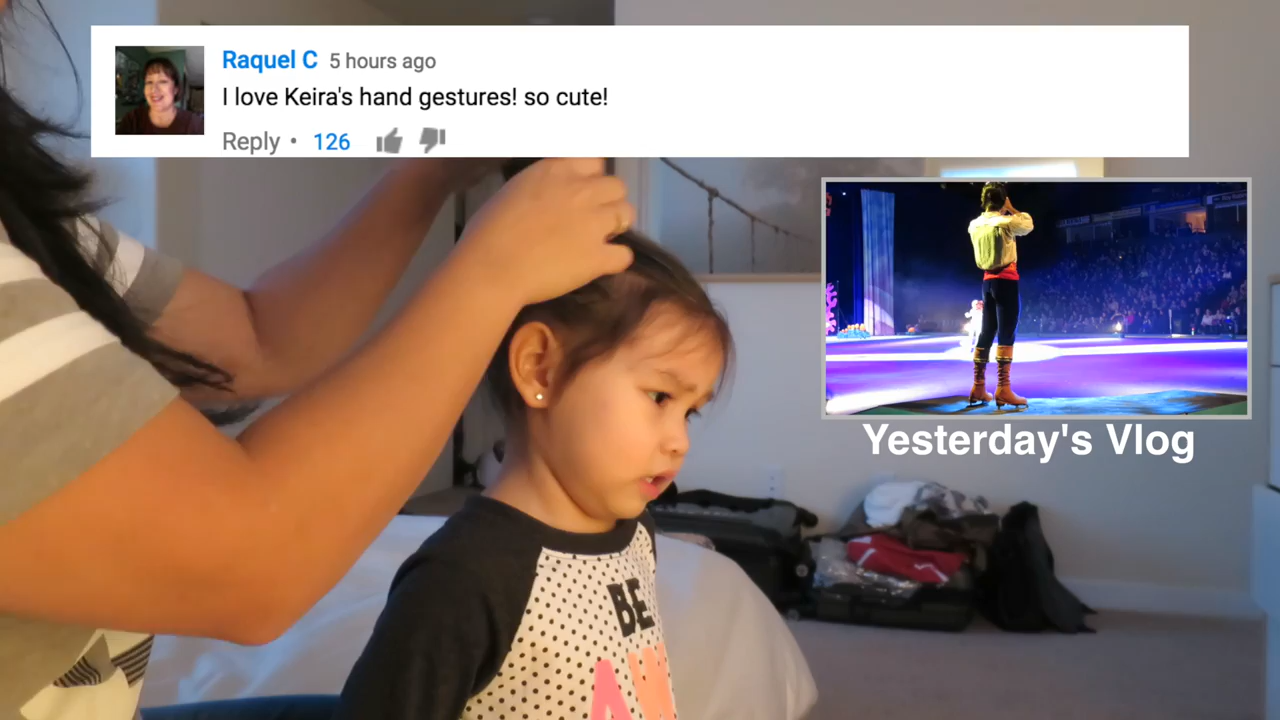 Raquel C 5 hours ago
I love Keira's hand gestures! so cute!
Reply • 126
Yesterday's Vlog
BE